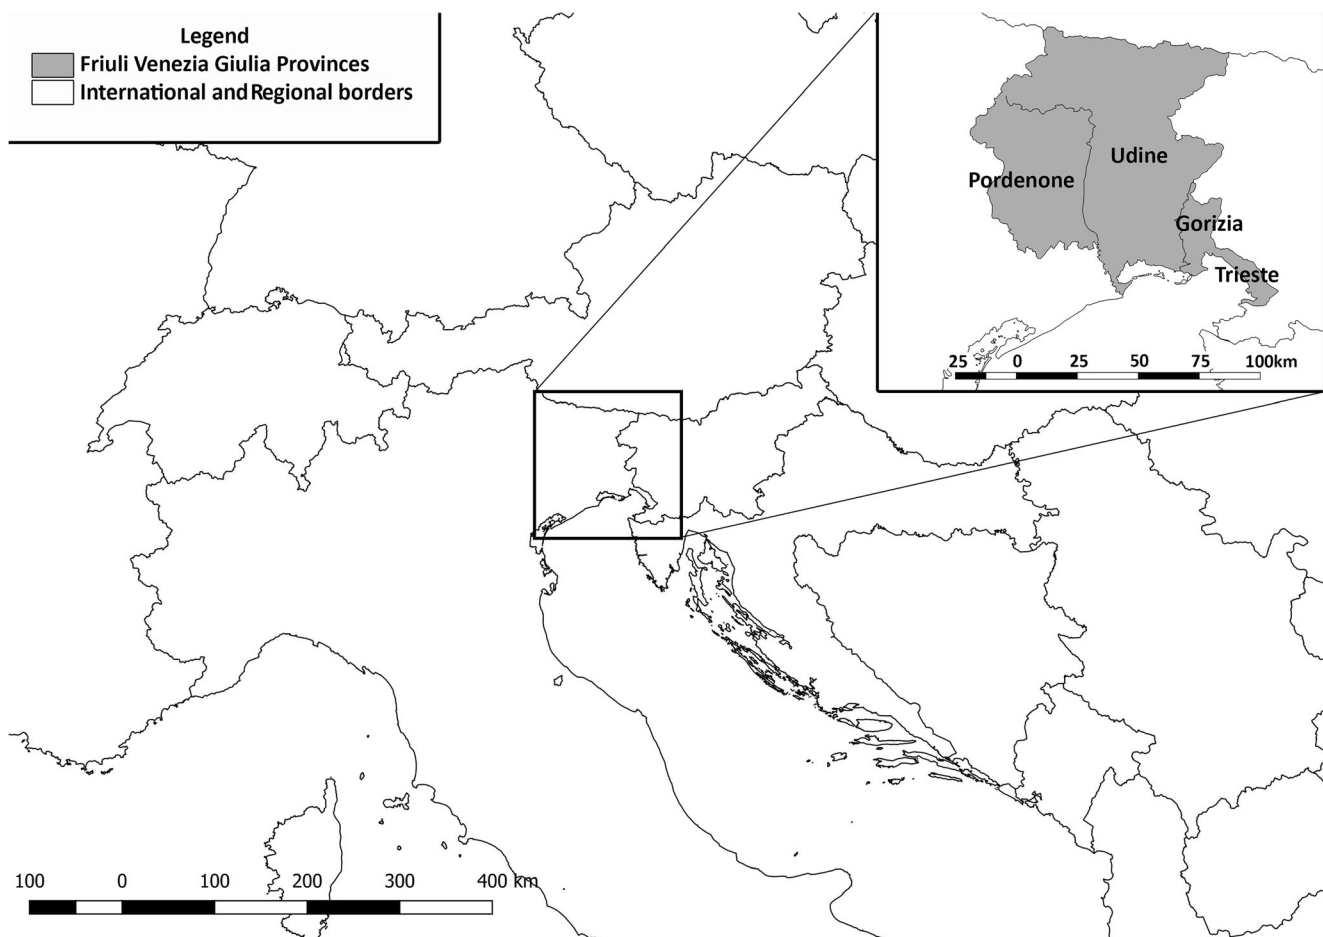 Legend
Friuli Venezia Giulia Provinces
International and Regional borders
Udine
Pordenone
Gorizia
Trieste
25 0 25 50 75 100km
100 0 100 200 300 400 km